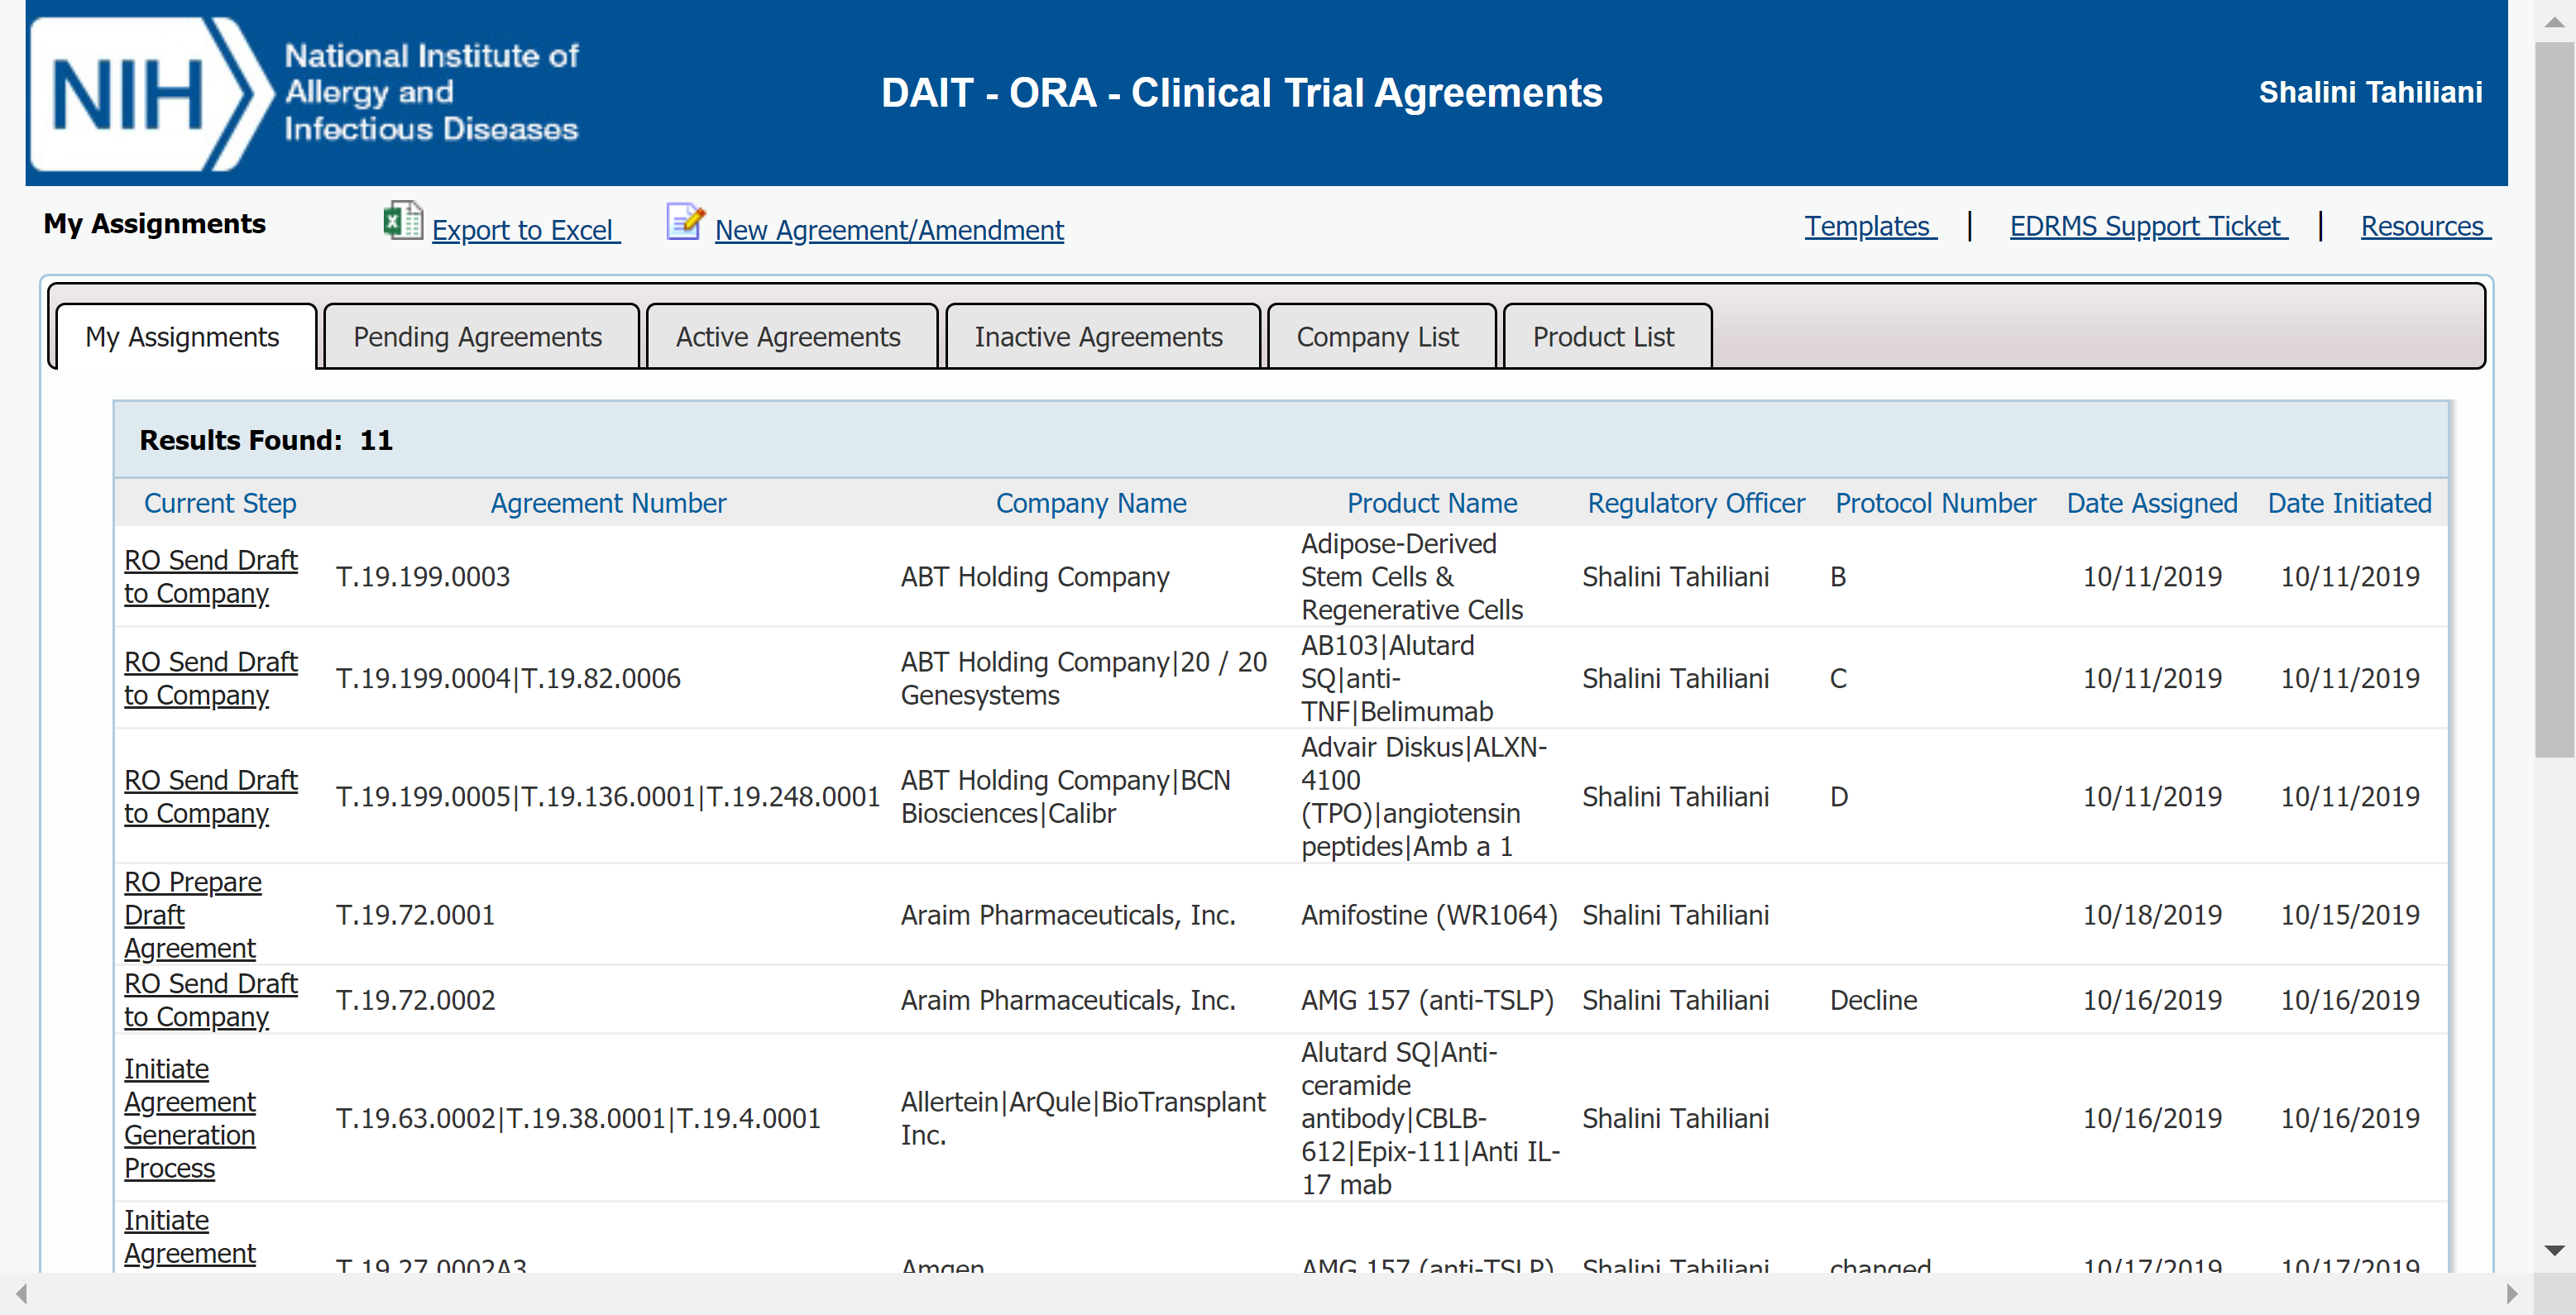 NIH National Institute of
Allergy and
Infectious Diseases
DAIT - ORA - Clinical Trial Agreements
Shalini Tahiliani
My Assignments
Export to Excel
New Agreement/Amendment
Templates | EDRMS Support Ticket | Resources
My Assignments
Pending Agreements
Active Agreements
Inactive Agreements
Company List
Product List
Results Found: 11
Current Step Agreement Number Company Name Product Name Regulatory Officer Protocol Number Date Assigned Date Initiated
RO Send Draft
to Company
T.19.199.0003
ABT Holding Company
Adipose-Derived
Stem Cells &
Regenerative Cells
Shalini Tahiliani
B
10/11/2019
10/11/2019
RO Send Draft
to Company
T.19.199.0004|T.19.82.0006
ABT Holding Company|20 / 20
Genesystems
AB103|Alutard
SQ|anti-
TNF|Belimumab
Shalini Tahiliani
C
10/11/2019
10/11/2019
RO Send Draft
to Company
T.19.199.0005|T.19.136.0001|T.19.248.0001
ABT Holding Company|BCN
Biosciences|Calibr
Advair Diskus|ALXN-
4100
(TPO)|angiotensin
peptides|Amb a 1
Shalini Tahiliani
D
10/11/2019
10/11/2019
RO Prepare
Draft
Agreement
T.19.72.0001
Araim Pharmaceuticals, Inc.
Amifostine (WR1064)
Shalini Tahiliani
10/18/2019
10/15/2019
RO Send Draft
to Company
T.19.72.0002
Araim Pharmaceuticals, Inc.
AMG 157 (anti-TSLP)
Shalini Tahiliani
Decline
10/16/2019
10/16/2019
Initiate
Agreement
Generation
Process
T.19.63.0002|T.19.38.0001|T.19.4.0001
Allertein|ArQule|BioTransplant
Inc.
Alutard SQ|Anti-
ceramide
antibody|CBLB-
612|Epix-111|Anti IL-
17 mab
Shalini Tahiliani
10/16/2019
10/16/2019
Initiate
Agreement
T.19.27.0002A3
Amgen
AMG 157 (anti-TSLP)
Shalini Tahiliani
changed
10/17/2019
10/17/2019